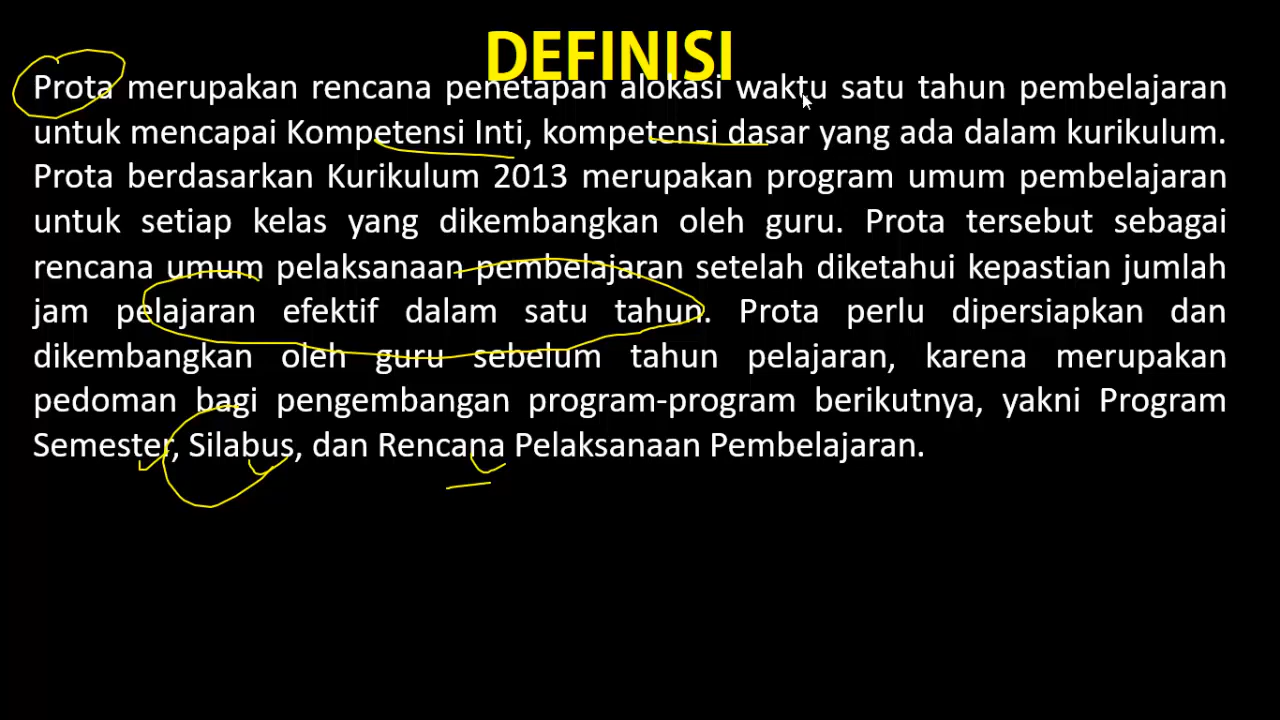 DEFINISI
Prota merupakan rencana penetapan alokasi waktu satu tahun pembelajaran
untuk mencapai Kompetensi Inti, kompetensi dasar yang ada dalam kurikulum.
Prota berdasarkan Kurikulum 2013 merupakan program umum pembelajaran
untuk setiap kelas yang dikembangkan oleh guru. Prota tersebut sebagai
rencana umum pelaksanaan pembelajaran setelah diketahui kepastian jumlah
jam pelajaran efektif dalam satu tahun. Prota perlu dipersiapkan dan
dikembangkan oleh guru sebelum tahun pelajaran, karena merupakan
pedoman bagi pengembangan program-program berikutnya, yakni Program
Semester, Silabus, dan Rencana Pelaksanaan Pembelajaran.